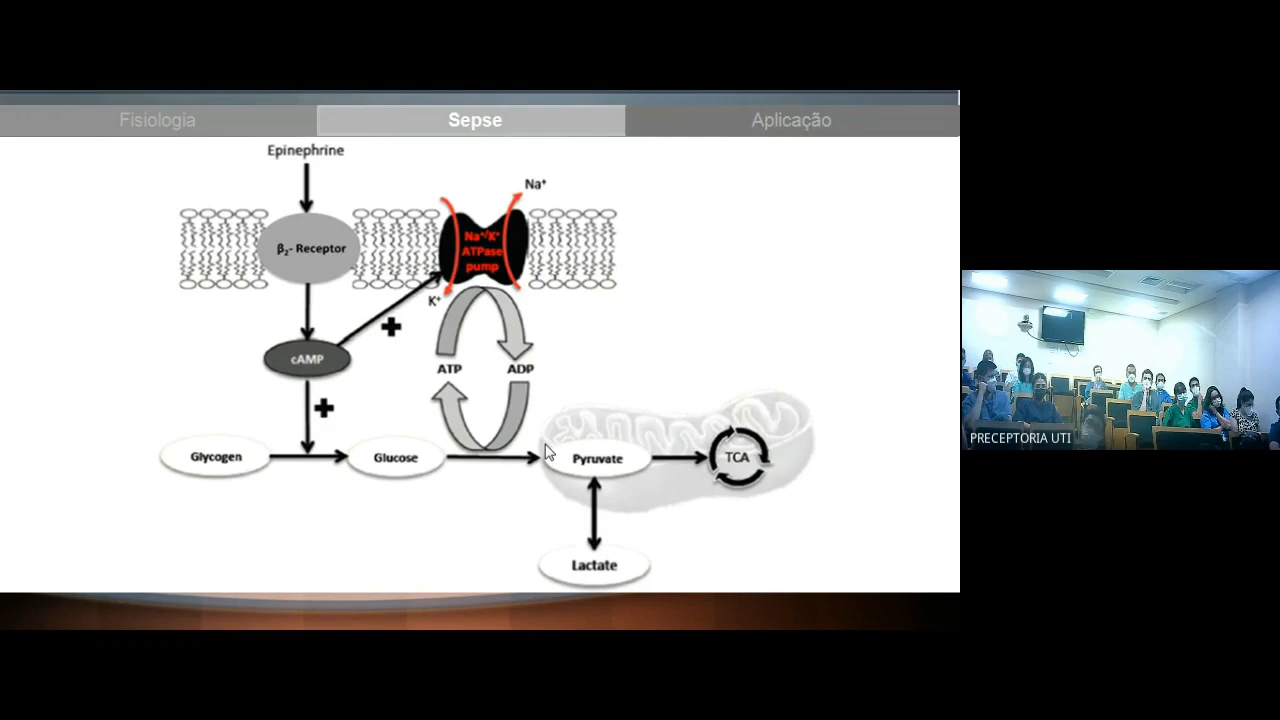 Fisiologia
Sepse
Aplicação
Epinephrine
Na⁺
β₂- Receptor
Na⁺/K⁺
ATPase
pump
K⁺
cAMP
ATP
ADP
Glycogen
Glucose
Pyruvate
TCA
Lactate
PRECEPTORIA UTI